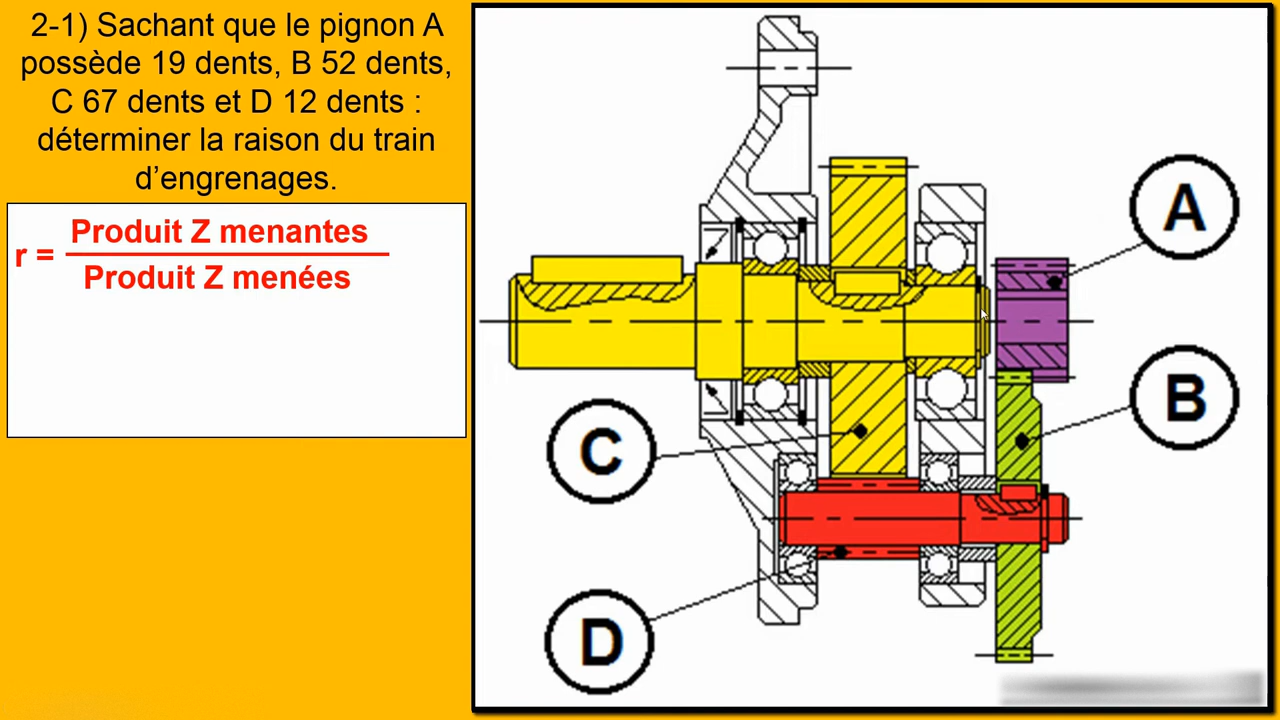 2-1) Sachant que le pignon A
possède 19 dents, B 52 dents,
C 67 dents et D 12 dents :
déterminer la raison du train
d’engrenages.
r = Produit Z menantes
Produit Z menées
A
B
C
D